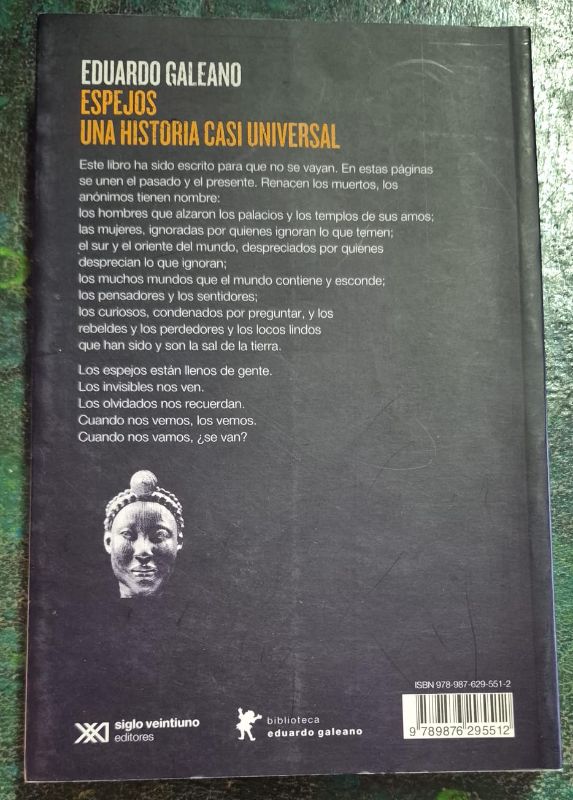 EDUARDO GALEANO
ESPEJOS
UNA HISTORIA CASI UNIVERSAL
Este libro ha sido escrito para que no se vayan. En estas páginas
se unen el pasado y el presente. Renacen los muertos, los
anónimos tienen nombre:
los hombres que alzaron los palacios y los templos de sus amos;
las mujeres, ignoradas por quienes ignoran lo que temen;
el sur y el oriente del mundo, despreciados por quienes
desprecian lo que ignoran;
los muchos mundos que el mundo contiene y esconde;
los pensadores y los sentidores;
los curiosos, condenados por preguntar, y los
rebeldes y los perdedores y los locos lindos
que han sido y son la sal de la tierra.
Los espejos están llenos de gente.
Los invisibles nos ven.
Los olvidados nos recuerdan.
Cuando nos vemos, los vemos.
Cuando nos vamos, ¿se van?
ISBN 978-987-629-551-2
9 789876 295512
XXI siglo veintiuno
editores
biblioteca
eduardo galeano